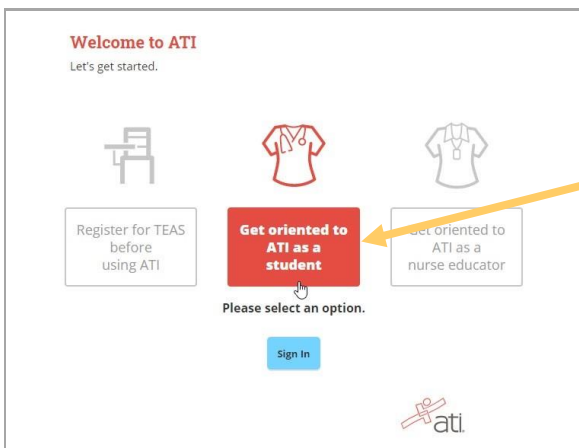 Welcome to ATI
Let's get started.
Register for TEAS
before
using ATI
Get oriented to
ATI as a
student
Get oriented to
ATI as a
nurse educator
Please select an option.
Sign In
ati